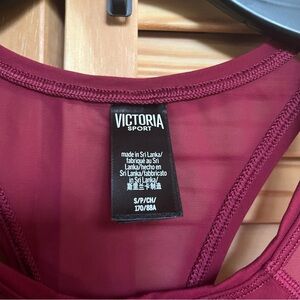 VICTORIA
SPORT
made in Sri Lanka/
fabriqué au Sri
Lanka/hecho en
Sri Lanka/
fabbricato
in Sri Lanka/
斯里兰卡制造
S/P/CH/
170/88A